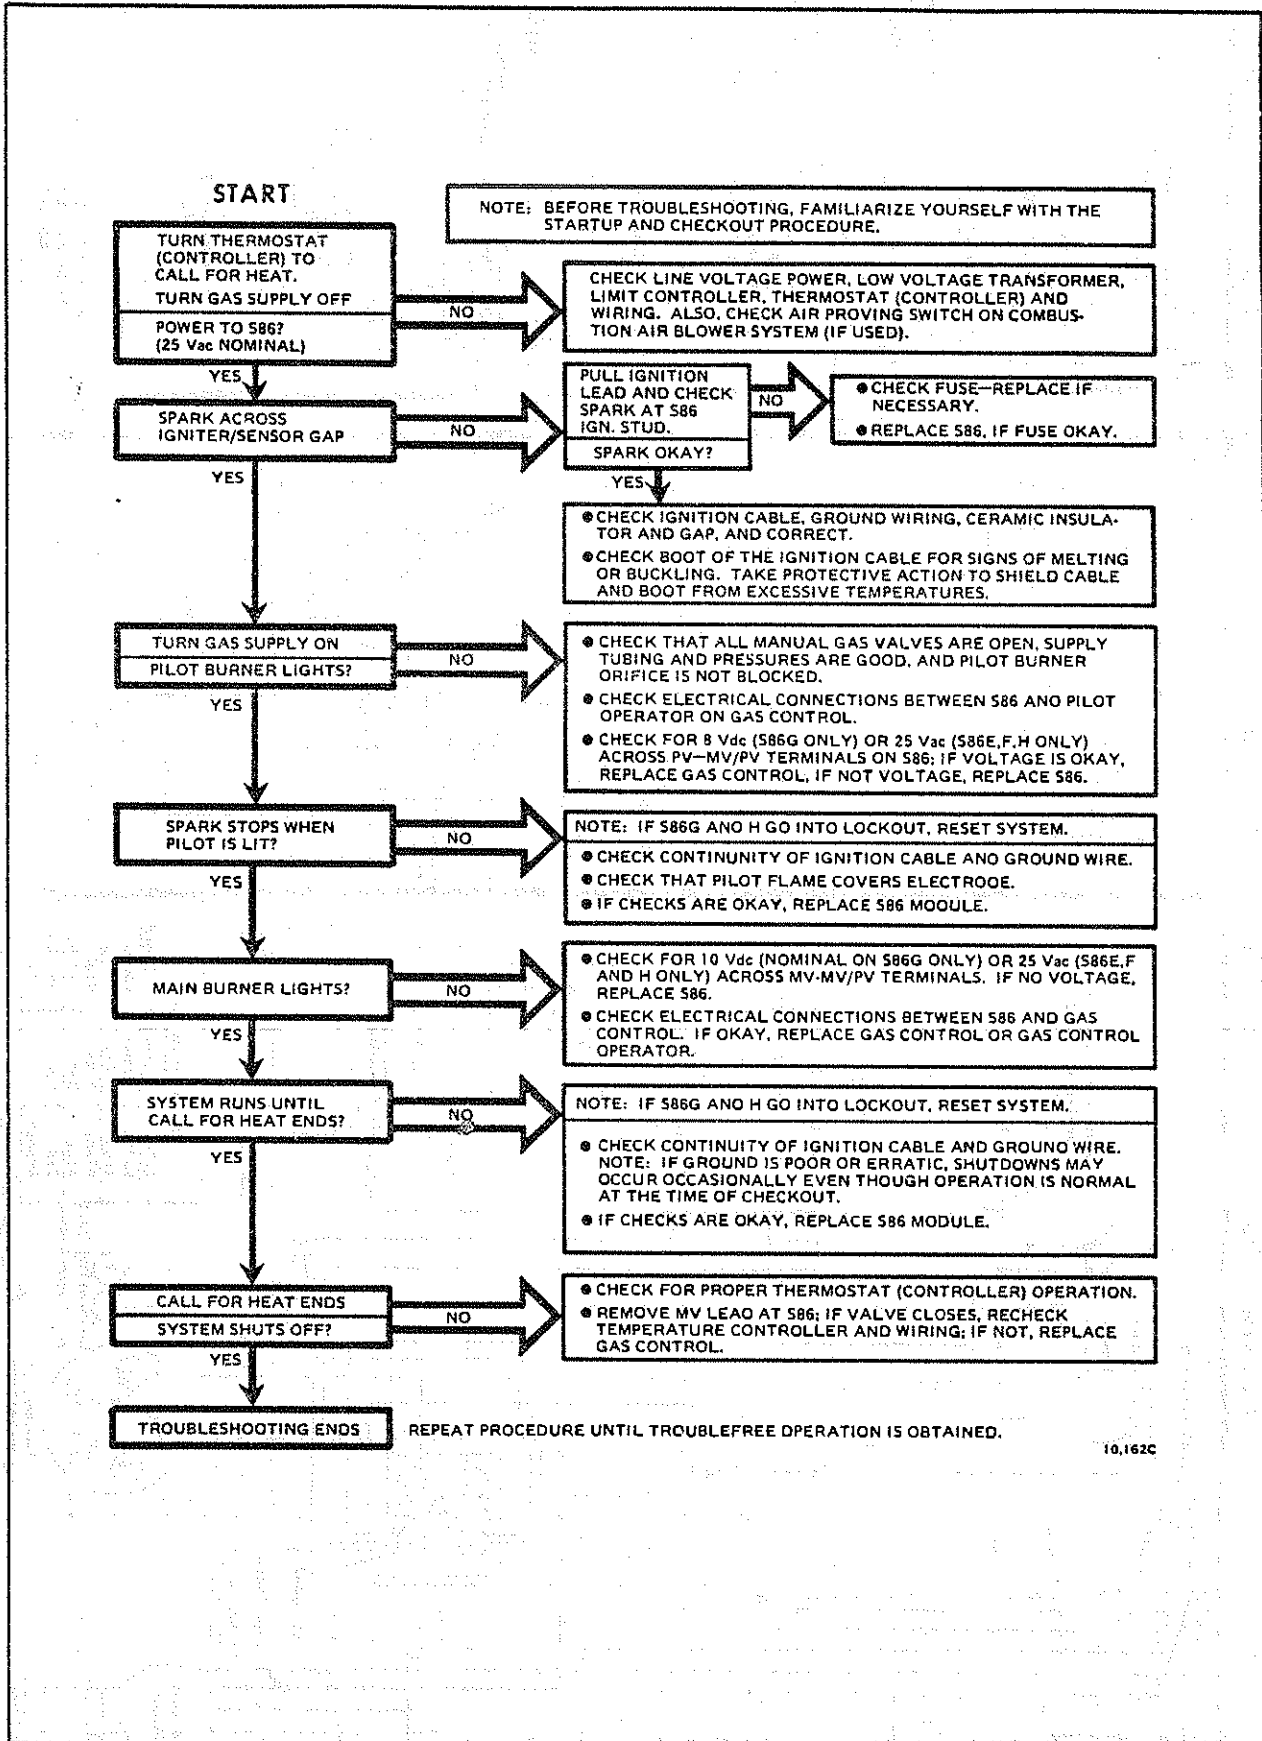 START
NOTE: BEFORE TROUBLESHOOTING, FAMILIARIZE YOURSELF WITH THE
STARTUP AND CHECKOUT PROCEDURE.
TURN THERMOSTAT
(CONTROLLER) TO
CALL FOR HEAT.
TURN GAS SUPPLY OFF
POWER TO S86?
(25 Vac NOMINAL)
NO
CHECK LINE VOLTAGE POWER, LOW VOLTAGE TRANSFORMER,
LIMIT CONTROLLER, THERMOSTAT (CONTROLLER) AND
WIRING. ALSO, CHECK AIR PROVING SWITCH ON COMBUS-
TION AIR BLOWER SYSTEM (IF USED).
YES
SPARK ACROSS
IGNITER/SENSOR GAP
NO
PULL IGNITION
LEAD AND CHECK
SPARK AT S86
IGN. STUD.
SPARK OKAY?
NO
● CHECK FUSE—REPLACE IF
NECESSARY.
● REPLACE S86, IF FUSE OKAY.
YES
YES
● CHECK IGNITION CABLE, GROUND WIRING, CERAMIC INSULA-
TOR AND GAP, AND CORRECT.
● CHECK BOOT OF THE IGNITION CABLE FOR SIGNS OF MELTING
OR BUCKLING. TAKE PROTECTIVE ACTION TO SHIELD CABLE
AND BOOT FROM EXCESSIVE TEMPERATURES.
TURN GAS SUPPLY ON
PILOT BURNER LIGHTS?
NO
● CHECK THAT ALL MANUAL GAS VALVES ARE OPEN, SUPPLY
TUBING AND PRESSURES ARE GOOD, AND PILOT BURNER
ORIFICE IS NOT BLOCKED.
● CHECK ELECTRICAL CONNECTIONS BETWEEN S86 ANO PILOT
OPERATOR ON GAS CONTROL.
● CHECK FOR 8 Vdc (S86G ONLY) OR 25 Vac (S86E,F,H ONLY)
ACROSS PV—MV/PV TERMINALS ON S86; IF VOLTAGE IS OKAY,
REPLACE GAS CONTROL, IF NOT VOLTAGE, REPLACE S86.
YES
SPARK STOPS WHEN
PILOT IS LIT?
NO
NOTE: IF S86G ANO H GO INTO LOCKOUT, RESET SYSTEM.
● CHECK CONTINUNITY OF IGNITION CABLE ANO GROUND WIRE.
● CHECK THAT PILOT FLAME COVERS ELECTROOE.
● IF CHECKS ARE OKAY, REPLACE S86 MOOULE.
YES
MAIN BURNER LIGHTS?
NO
● CHECK FOR 10 Vdc (NOMINAL ON S86G ONLY) OR 25 Vac (S86E,F
AND H ONLY) ACROSS MV-MV/PV TERMINALS. IF NO VOLTAGE,
REPLACE S86.
● CHECK ELECTRICAL CONNECTIONS BETWEEN S86 AND GAS
CONTROL. IF OKAY, REPLACE GAS CONTROL OR GAS CONTROL
OPERATOR.
YES
SYSTEM RUNS UNTIL
CALL FOR HEAT ENDS?
NO
NOTE: IF S86G ANO H GO INTO LOCKOUT, RESET SYSTEM.
● CHECK CONTINUITY OF IGNITION CABLE AND GROUNO WIRE.
NOTE: IF GROUND IS POOR OR ERRATIC, SHUTDOWNS MAY
OCCUR OCCASIONALLY EVEN THOUGH OPERATION IS NORMAL
AT THE TIME OF CHECKOUT.
● IF CHECKS ARE OKAY, REPLACE S86 MODULE.
YES
CALL FOR HEAT ENDS
SYSTEM SHUTS OFF?
NO
● CHECK FOR PROPER THERMOSTAT (CONTROLLER) OPERATION.
● REMOVE MV LEAO AT S86; IF VALVE CLOSES, RECHECK
TEMPERATURE CONTROLLER AND WIRING; IF NOT, REPLACE
GAS CONTROL.
YES
TROUBLESHOOTING ENDS
REPEAT PROCEDURE UNTIL TROUBLEFREE OPERATION IS OBTAINED.
10,162C